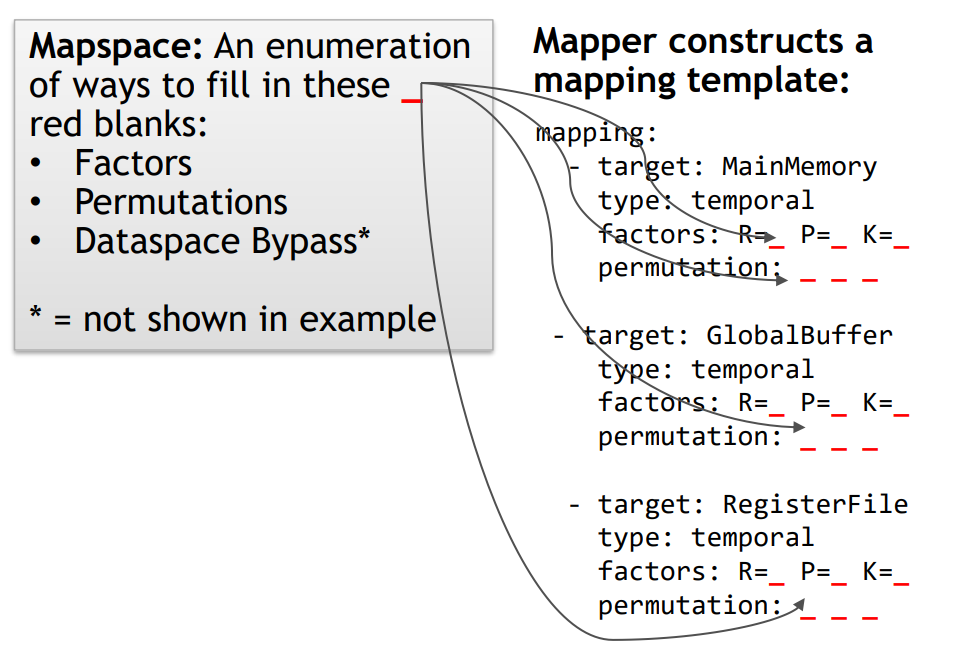 Mapspace: An enumeration
of ways to fill in these _
red blanks:
• Factors
• Permutations
• Dataspace Bypass*
* = not shown in example
Mapper constructs a
mapping template:
mapping:
- target: MainMemory
type: temporal
factors: R=_ P=_ K=_
permutation: _ _ _
- target: GlobalBuffer
type: temporal
factors: R=_ P=_ K=_
permutation: _ _ _
- target: RegisterFile
type: temporal
factors: R=_ P=_ K=_
permutation: _ _ _